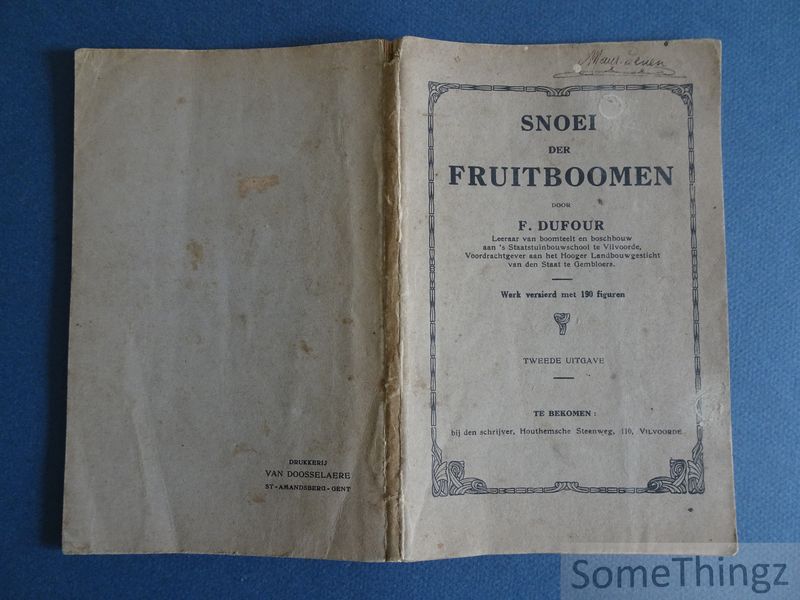 SNOEI
DER
FRUITBOOMEN
DOOR
F. DUFOUR
Leeraar van boomteelt en boschbouw
aan 's Staatstuinbouwschool te Vilvoorde,
Voordrachtgever aan het Hooger Landbouwgesticht
van den Staat te Gembloers.
Werk versierd met 190 figuren
TWEEDE UITGAVE
TE BEKOMEN :
bij den schrijver, Houthemsche Steenweg, 110, VILVOORDE
DRUKKERIJ
VAN DOOSSELAERE
ST-AMANDSBERG-GENT
SomeThingz